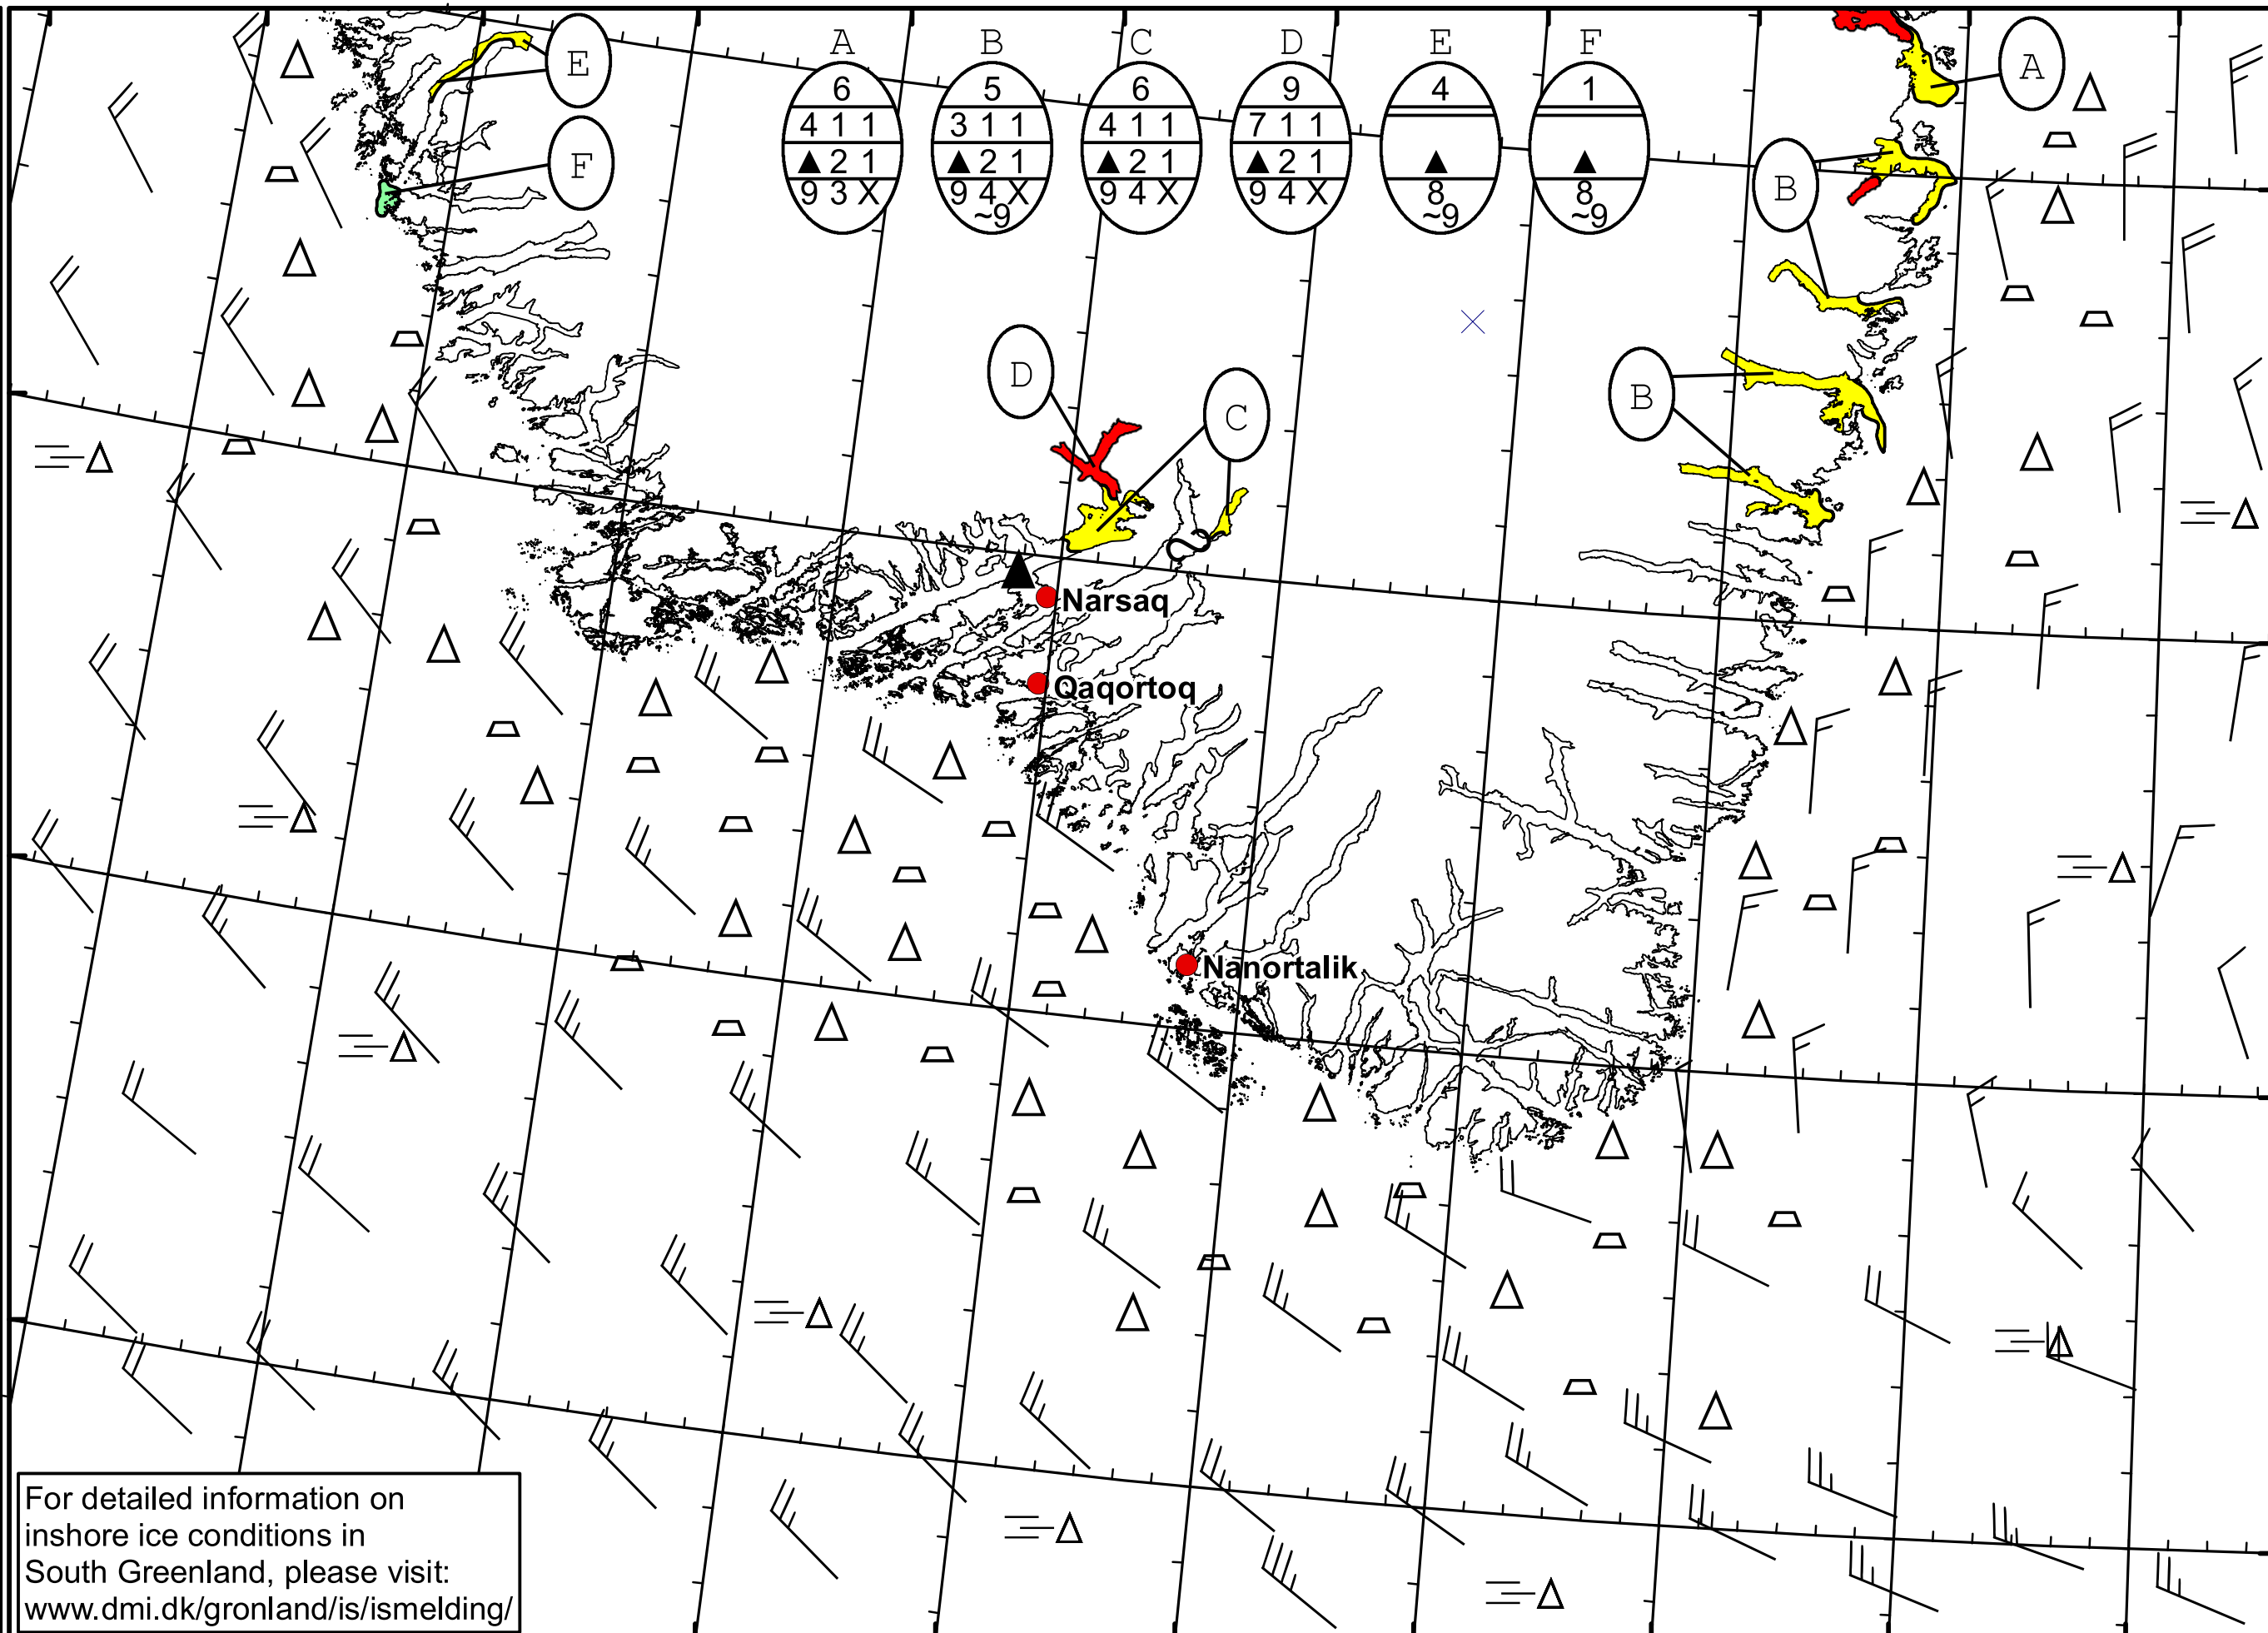 A B C D E F
6 5 6 9 4 1
4 1 1 3 1 1 4 1 1 7 1 1
▲ 2 1 ▲ 2 1 ▲ 2 1 ▲ 2 1 ▲ ▲
9 3 X 9 4 X 9 4 X 9 4 X 8 8
~9 ~9 ~9
E
A
F
B
D
C
B
Narsaq
Qaqortoq
Nanortalik
For detailed information on
inshore ice conditions in
South Greenland, please visit:
www.dmi.dk/gronland/is/ismelding/